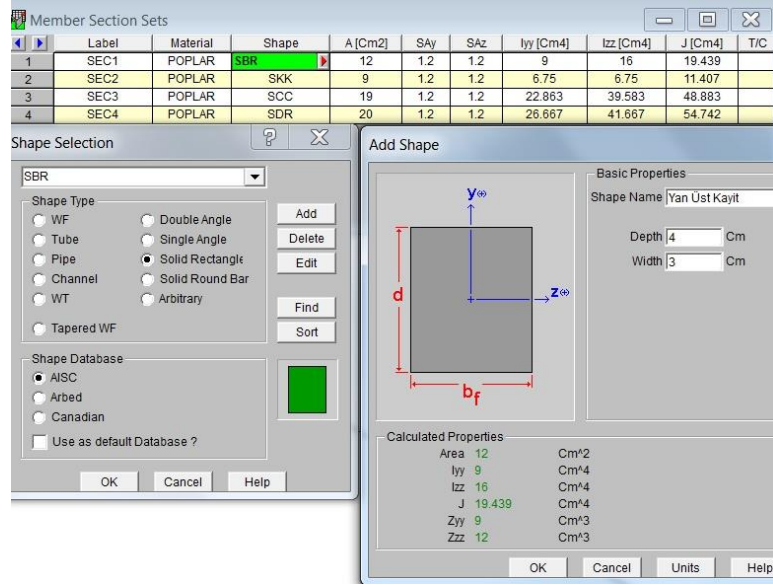 Member Section Sets
Label Material Shape A [Cm2] SAy SAz Iyy [Cm4] Izz [Cm4] J [Cm4] T/C
1 SEC1 POPLAR SBR 12 1.2 1.2 9 16 19.439
2 SEC2 POPLAR SKK 9 1.2 1.2 6.75 6.75 11.407
3 SEC3 POPLAR SCC 19 1.2 1.2 22.863 39.583 48.883
4 SEC4 POPLAR SDR 20 1.2 1.2 26.667 41.667 54.742
Shape Selection
SBR
Shape Type
WF Double Angle
Tube Single Angle
Pipe Solid Rectangle
Channel Solid Round Bar
WT Arbitrary
Tapered WF
Add
Delete
Edit
Find
Sort
Shape Database
AISC
Arbed
Canadian
Use as default Database ?
OK Cancel Help
Add Shape
y(+)
z(+)
d
bf
Basic Properties
Shape Name Yan Üst Kayit
Depth 4 Cm
Width 3 Cm
Calculated Properties
Area 12 Cm^2
Iyy 9 Cm^4
Izz 16 Cm^4
J 19.439 Cm^4
Zyy 9 Cm^3
Zzz 12 Cm^3
OK Cancel Units Help